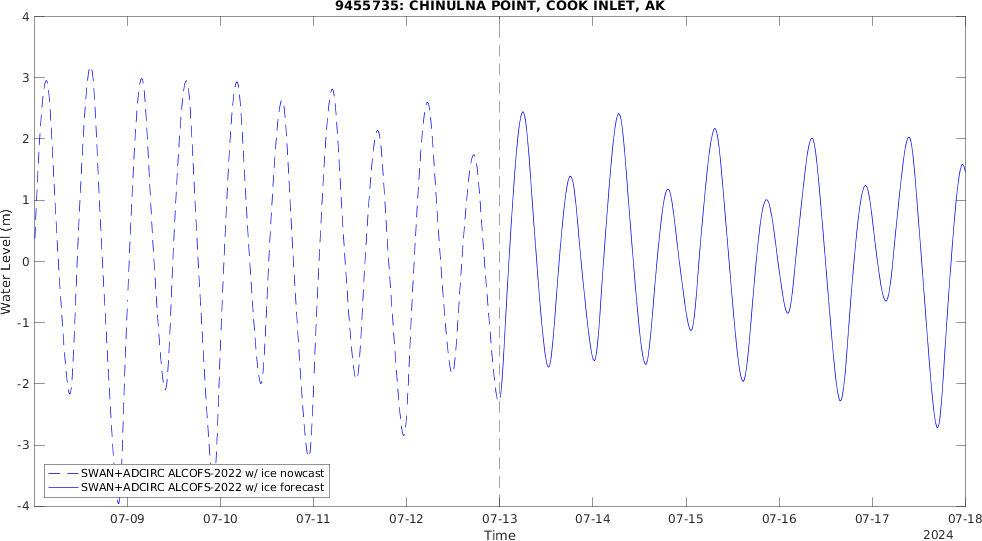 9455735: CHINULNA POINT, COOK INLET, AK
4
3
2
1
0
-1
-2
-3
-4
Water Level (m)
SWAN+ADCIRC ALCOFS-2022 w/ ice nowcast
SWAN+ADCIRC ALCOFS-2022 w/ ice forecast
07-09 07-10 07-11 07-12 07-13 07-14 07-15 07-16 07-17 07-18
Time
2024